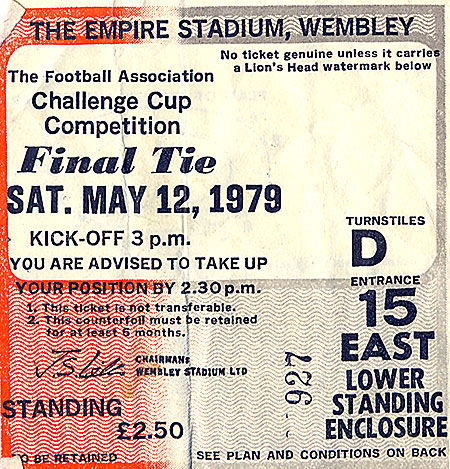 THE EMPIRE STADIUM, WEMBLEY
No ticket genuine unless it carries
a Lion's Head watermark below
The Football Association
Challenge Cup
Competition
Final Tie
SAT. MAY 12, 1979
KICK-OFF 3 p.m.
YOU ARE ADVISED TO TAKE UP
YOUR POSITION BY 2.30 p.m.
1. This ticket is not transferable.
2. This counterfoil must be retained
for at least 6 months.
CHAIRMAN:
WEMBLEY STADIUM LTD
STANDING
£2.50
TO BE RETAINED
TURNSTILES
D
ENTRANCE
15
EAST
LOWER
STANDING
ENCLOSURE
927
SEE PLAN AND CONDITIONS ON BACK